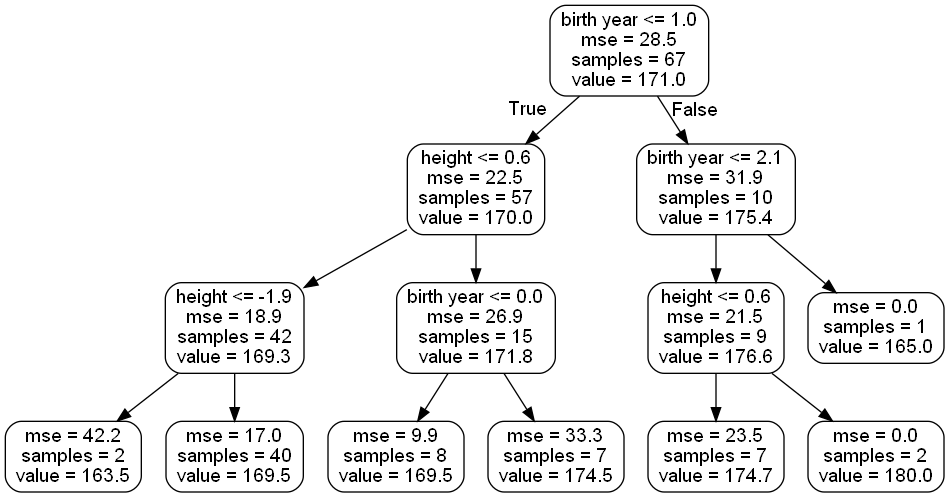 birth year <= 1.0
mse = 28.5
samples = 67
value = 171.0
True
False
height <= 0.6
mse = 22.5
samples = 57
value = 170.0
birth year <= 2.1
mse = 31.9
samples = 10
value = 175.4
height <= -1.9
mse = 18.9
samples = 42
value = 169.3
birth year <= 0.0
mse = 26.9
samples = 15
value = 171.8
height <= 0.6
mse = 21.5
samples = 9
value = 176.6
mse = 0.0
samples = 1
value = 165.0
mse = 42.2
samples = 2
value = 163.5
mse = 17.0
samples = 40
value = 169.5
mse = 9.9
samples = 8
value = 169.5
mse = 33.3
samples = 7
value = 174.5
mse = 23.5
samples = 7
value = 174.7
mse = 0.0
samples = 2
value = 180.0